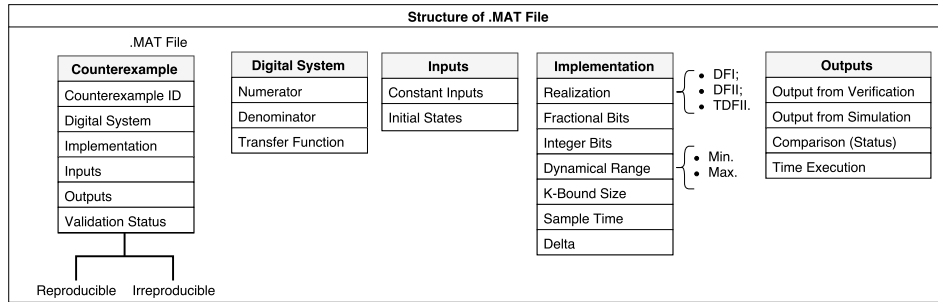 Structure of .MAT File
.MAT File
Counterexample
Counterexample ID
Digital System
Implementation
Inputs
Outputs
Validation Status
Reproducible
Irreproducible
Digital System
Numerator
Denominator
Transfer Function
Inputs
Constant Inputs
Initial States
Implementation
Realization
Fractional Bits
Integer Bits
Dynamical Range
K-Bound Size
Sample Time
Delta
• DFI;
• DFII;
• TDFII.
• Min.
• Max.
Outputs
Output from Verification
Output from Simulation
Comparison (Status)
Time Execution